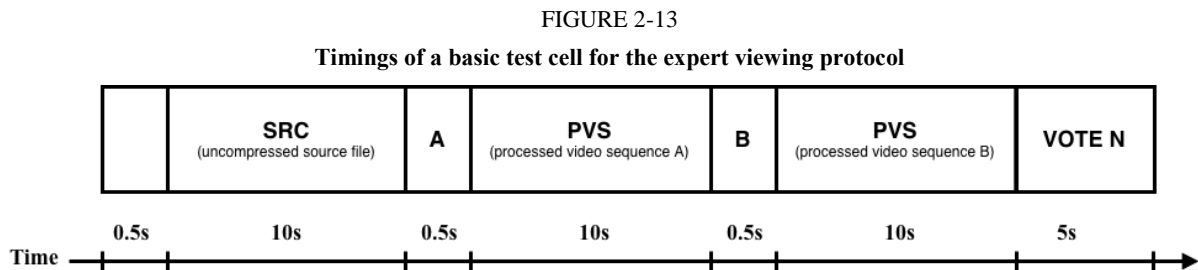 FIGURE 2-13
Timings of a basic test cell for the expert viewing protocol
SRC
(uncompressed source file)
A
PVS
(processed video sequence A)
B
PVS
(processed video sequence B)
VOTE N
0.5s 10s 0.5s 10s 0.5s 10s 5s
Time